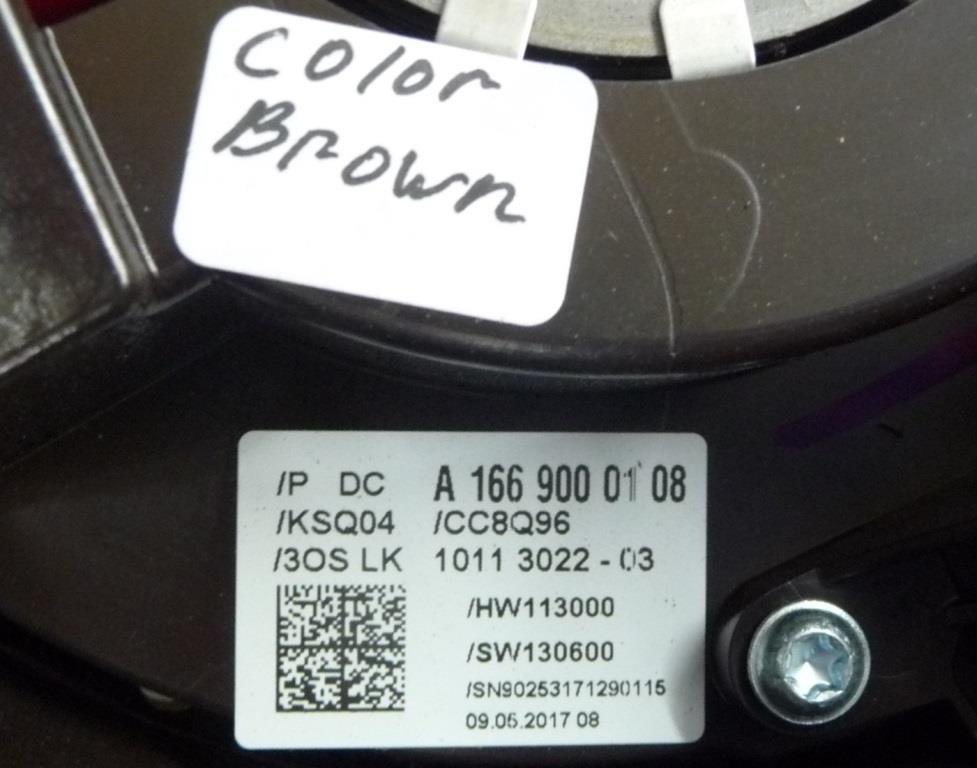 Color
Brown
/P DC A 166 900 01 08
/KSQ04 /CC8Q96
/3OS LK 1011 3022 - 03
/HW113000
/SW130600
/SN90253171290115
09.05.2017 08